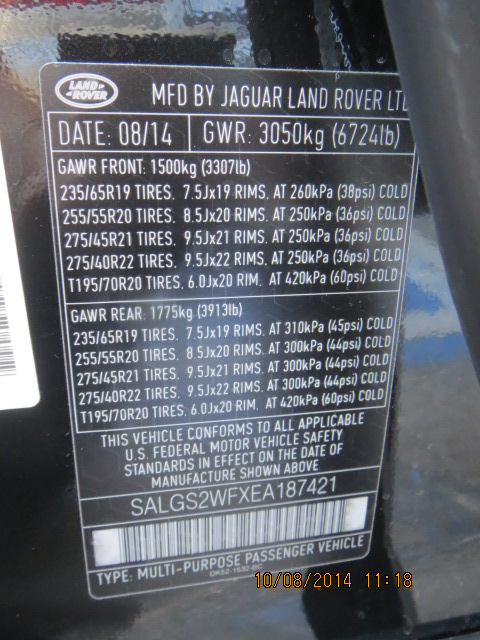 LAND
ROVER
MFD BY JAGUAR LAND ROVER LTD
DATE: 08/14 GWR: 3050kg (6724lb)
GAWR FRONT: 1500kg (3307lb)
235/65R19 TIRES. 7.5Jx19 RIMS. AT 260kPa (38psi) COLD
255/55R20 TIRES. 8.5Jx20 RIMS. AT 250kPa (36psi) COLD
275/45R21 TIRES. 9.5Jx21 RIMS. AT 250kPa (36psi) COLD
275/40R22 TIRES. 9.5Jx22 RIMS. AT 250kPa (36psi) COLD
T195/70R20 TIRES. 6.0Jx20 RIM. AT 420kPa (60psi) COLD
GAWR REAR: 1775kg (3913lb)
235/65R19 TIRES. 7.5Jx19 RIMS. AT 310kPa (45psi) COLD
255/55R20 TIRES. 8.5Jx20 RIMS. AT 300kPa (44psi) COLD
275/45R21 TIRES. 9.5Jx21 RIMS. AT 300kPa (44psi) COLD
275/40R22 TIRES. 9.5Jx22 RIMS. AT 300kPa (44psi) COLD
T195/70R20 TIRES. 6.0Jx20 RIM. AT 420kPa (60psi) COLD
THIS VEHICLE CONFORMS TO ALL APPLICABLE
U.S. FEDERAL MOTOR VEHICLE SAFETY
STANDARDS IN EFFECT ON THE DATE OF
MANUFACTURE SHOWN ABOVE
SALGS2WFXEA187421
TYPE: MULTI-PURPOSE PASSENGER VEHICLE
10/08/2014 11:18